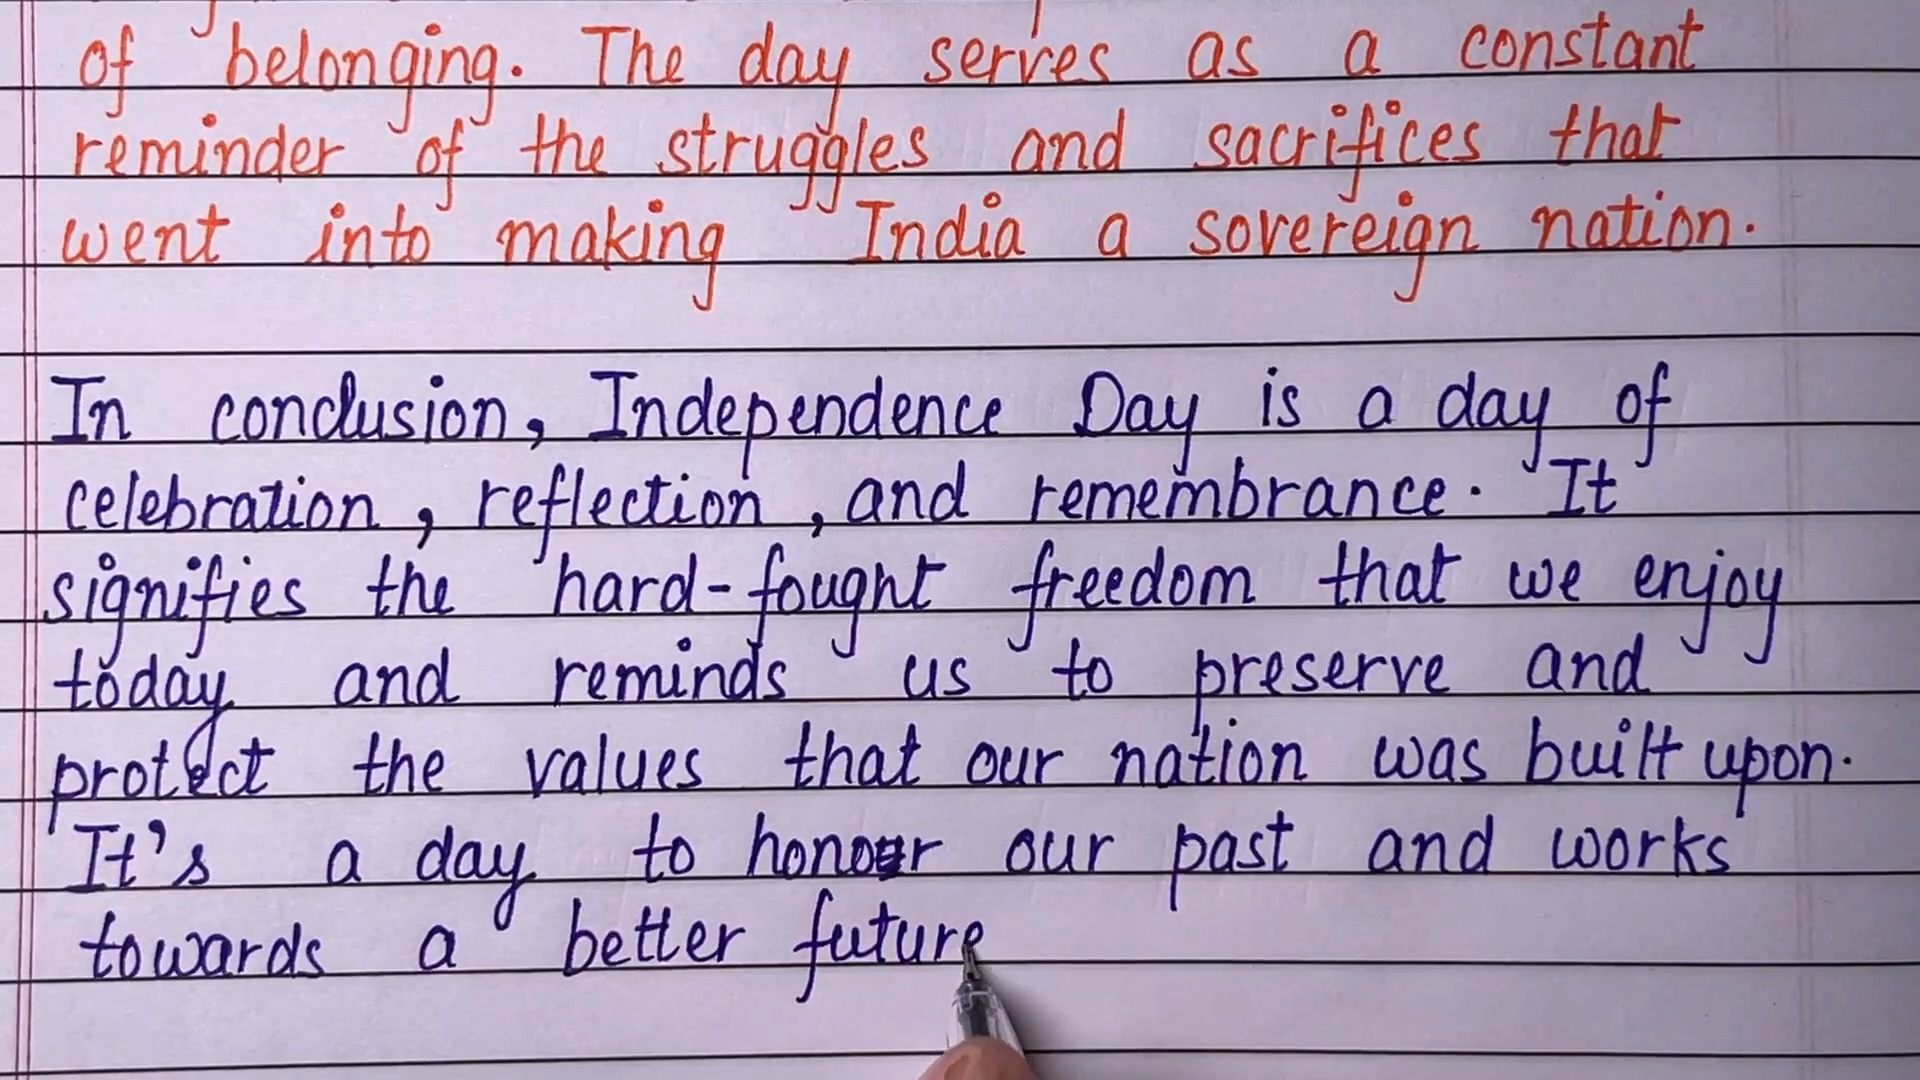 of belonging. The day serves as a constant
reminder of the struggles and sacrifices that
went into making India a sovereign nation.
In conclusion, Independence Day is a day of
celebration, reflection, and remembrance. It
signifies the hard-fought freedom that we enjoy
today and reminds us to preserve and
protect the values that our nation was built upon.
It's a day to honour our past and works
towards a better future